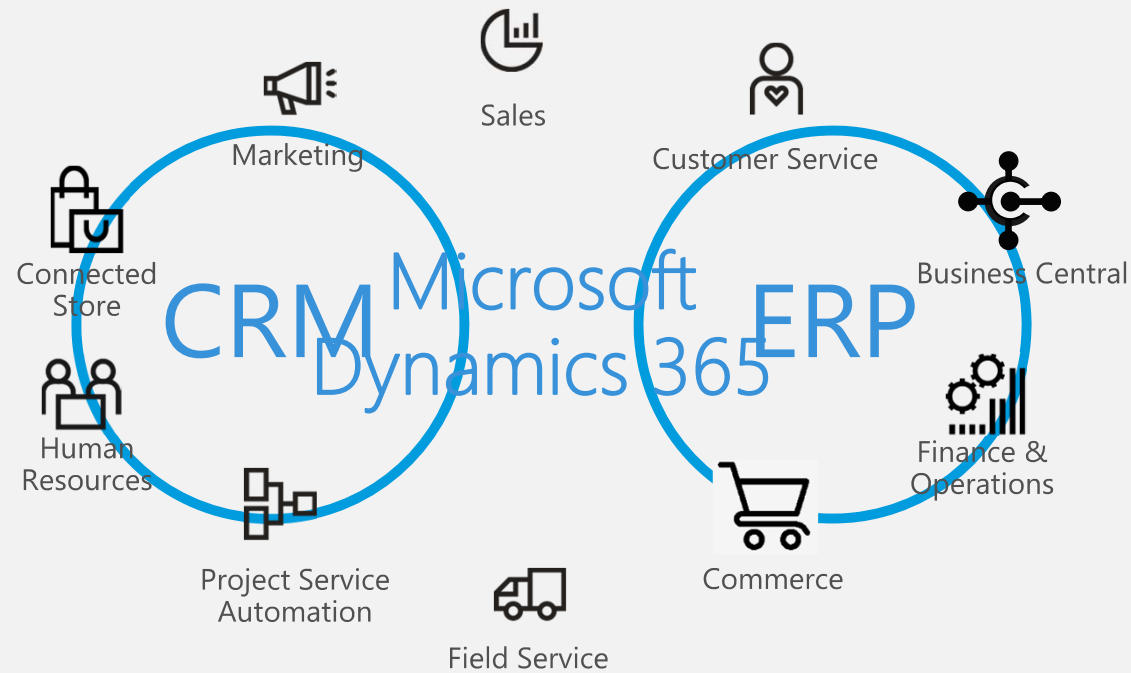 Sales
Marketing
Customer Service
Connected
Store
Business Central
CRM
Microsoft
Dynamics 365
ERP
Human
Resources
Finance &
Operations
Project Service
Automation
Commerce
Field Service